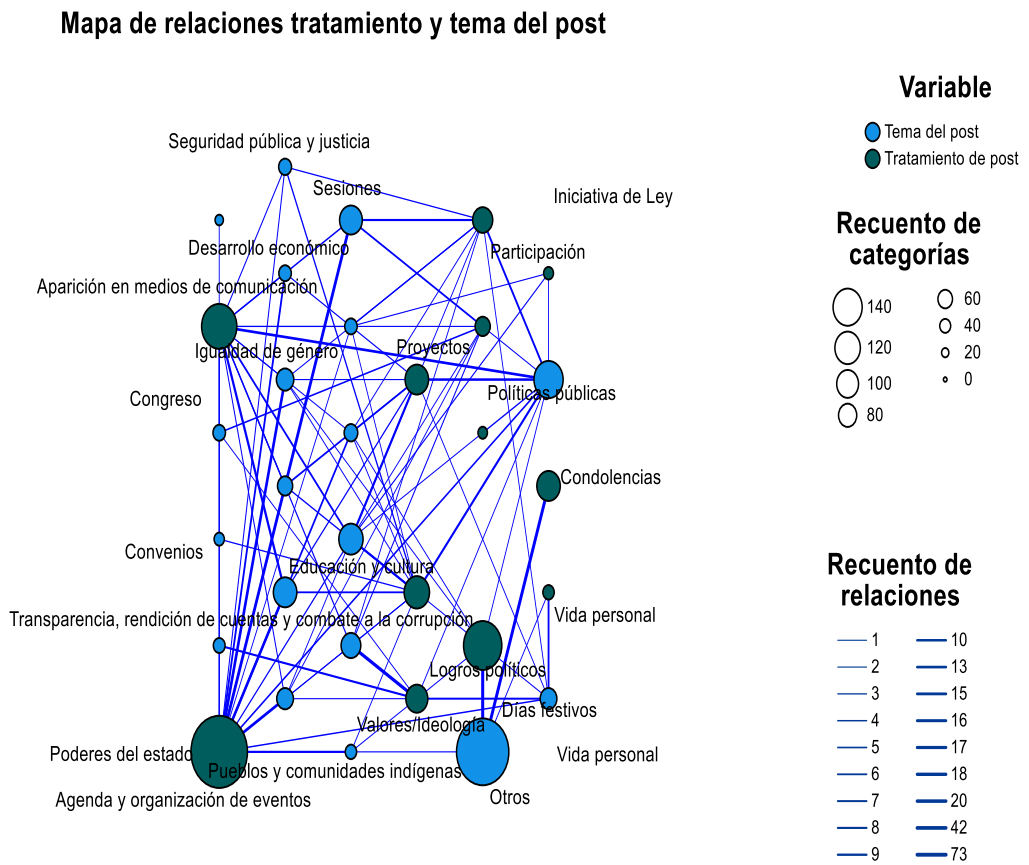 Mapa de relaciones tratamiento y tema del post
Variable
Tema del post
Tratamiento de post
Seguridad pública y justicia
Sesiones
Iniciativa de Ley
Desarrollo económico
Participación
Aparición en medios de comunicación
Igualdad de género
Proyectos
Congreso
Políticas públicas
Condolencias
Convenios
Educación y cultura
Transparencia, rendición de cuentas y combate a la corrupción
Vida personal
Logros políticos
Días festivos
Valores/Ideología
Poderes del estado
Vida personal
Pueblos y comunidades indígenas
Agenda y organización de eventos
Otros
Recuento de
categorías
140
120
100
80
60
40
20
0
Recuento de
relaciones
1
2
3
4
5
6
7
8
9
10
13
15
16
17
18
20
42
73